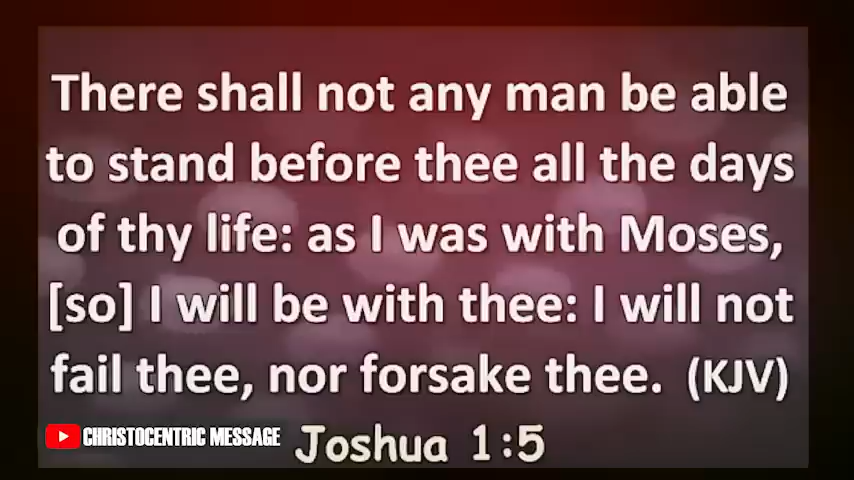 There shall not any man be able
to stand before thee all the days
of thy life: as I was with Moses,
[so] I will be with thee: I will not
fail thee, nor forsake thee. (KJV)
CHRISTOCENTRIC MESSAGE Joshua 1:5